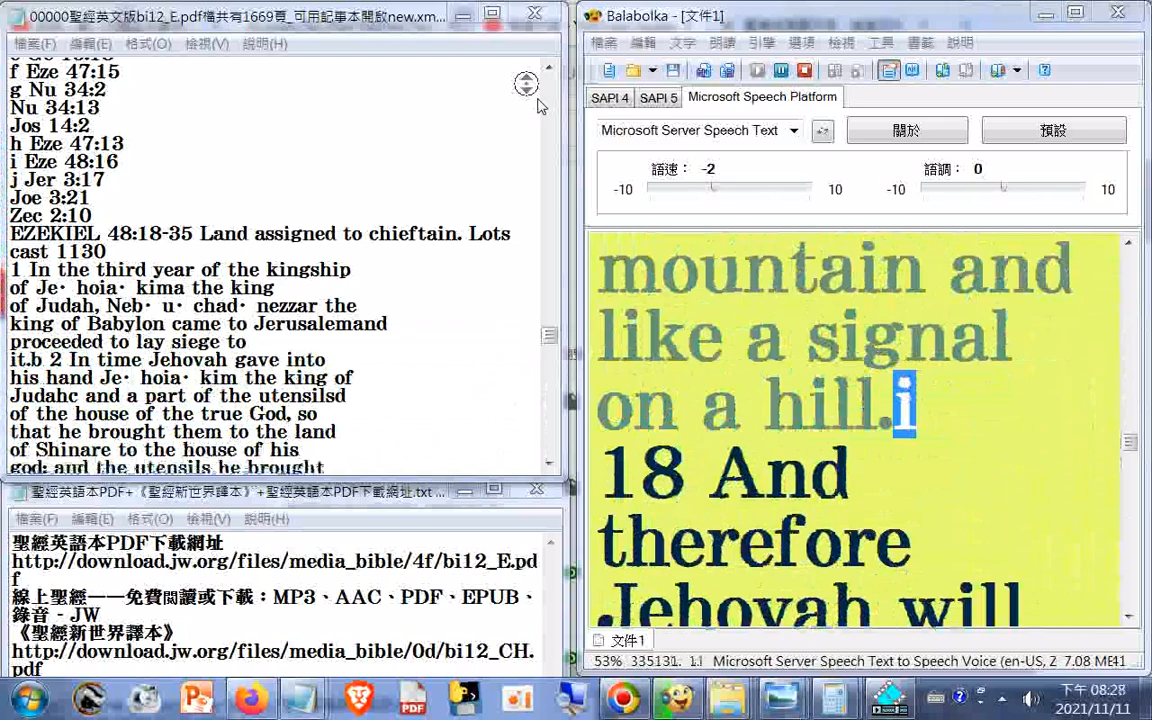 00000聖經英文版bi12_E.pdf檔共有1669頁_可用記事本開啟new.xm...
檔案(F) 編輯(E) 格式(O) 檢視(V) 說明(H)
f Eze 47:15
g Nu 34:2
Nu 34:13
Jos 14:2
h Eze 47:13
i Eze 48:16
j Jer 3:17
Joe 3:21
Zec 2:10
EZEKIEL 48:18-35 Land assigned to chieftain. Lots
cast 1130
1 In the third year of the kingship
of Je· hoia· kima the king
of Judah, Neb· u· chad· nezzar the
king of Babylon came to Jerusalemand
proceeded to lay siege to
it.b 2 In time Jehovah gave into
his hand Je· hoia· kim the king of
Judahc and a part of the utensilsd
of the house of the true God, so
that he brought them to the land
of Shinare to the house of his
god; and the utensils he brought
聖經英語本PDF+《聖經新世界譯本》+聖經英語本PDF下載網址.txt ...
檔案(F) 編輯(E) 格式(O) 檢視(V) 說明(H)
聖經英語本PDF下載網址
http://download.jw.org/files/media_bible/4f/bi12_E.pd
f
線上聖經——免費閱讀或下載：MP3、AAC、PDF、EPUB、
錄音 - JW
《聖經新世界譯本》
http://download.jw.org/files/media_bible/0d/bi12_CH.
pdf
Balabolka - [文件1]
檔案 編輯 文字 朗讀 引擎 選項 檢視 工具 書籤 說明
SAPI 4 SAPI 5 Microsoft Speech Platform
Microsoft Server Speech Text 關於 預設
語速： -2 語調： 0
-10 10 -10 10
mountain and
like a signal
on a hill.i
18 And
therefore
Jehovah will
文件1
53% 335131. 1.1 Microsoft Server Speech Text to Speech Voice (en-US, Z 7.08 ME41
PDF
下午 08:28
2021/11/11